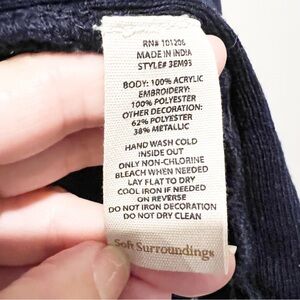 RN# 101206
MADE IN INDIA
STYLE# 3EM93
BODY: 100% ACRYLIC
EMBROIDERY:
100% POLYESTER
OTHER DECORATION:
62% POLYESTER
38% METALLIC
HAND WASH COLD
INSIDE OUT
ONLY NON-CHLORINE
BLEACH WHEN NEEDED
LAY FLAT TO DRY
COOL IRON IF NEEDED
ON REVERSE
DO NOT IRON DECORATION
DO NOT DRY CLEAN
Soft Surroundings